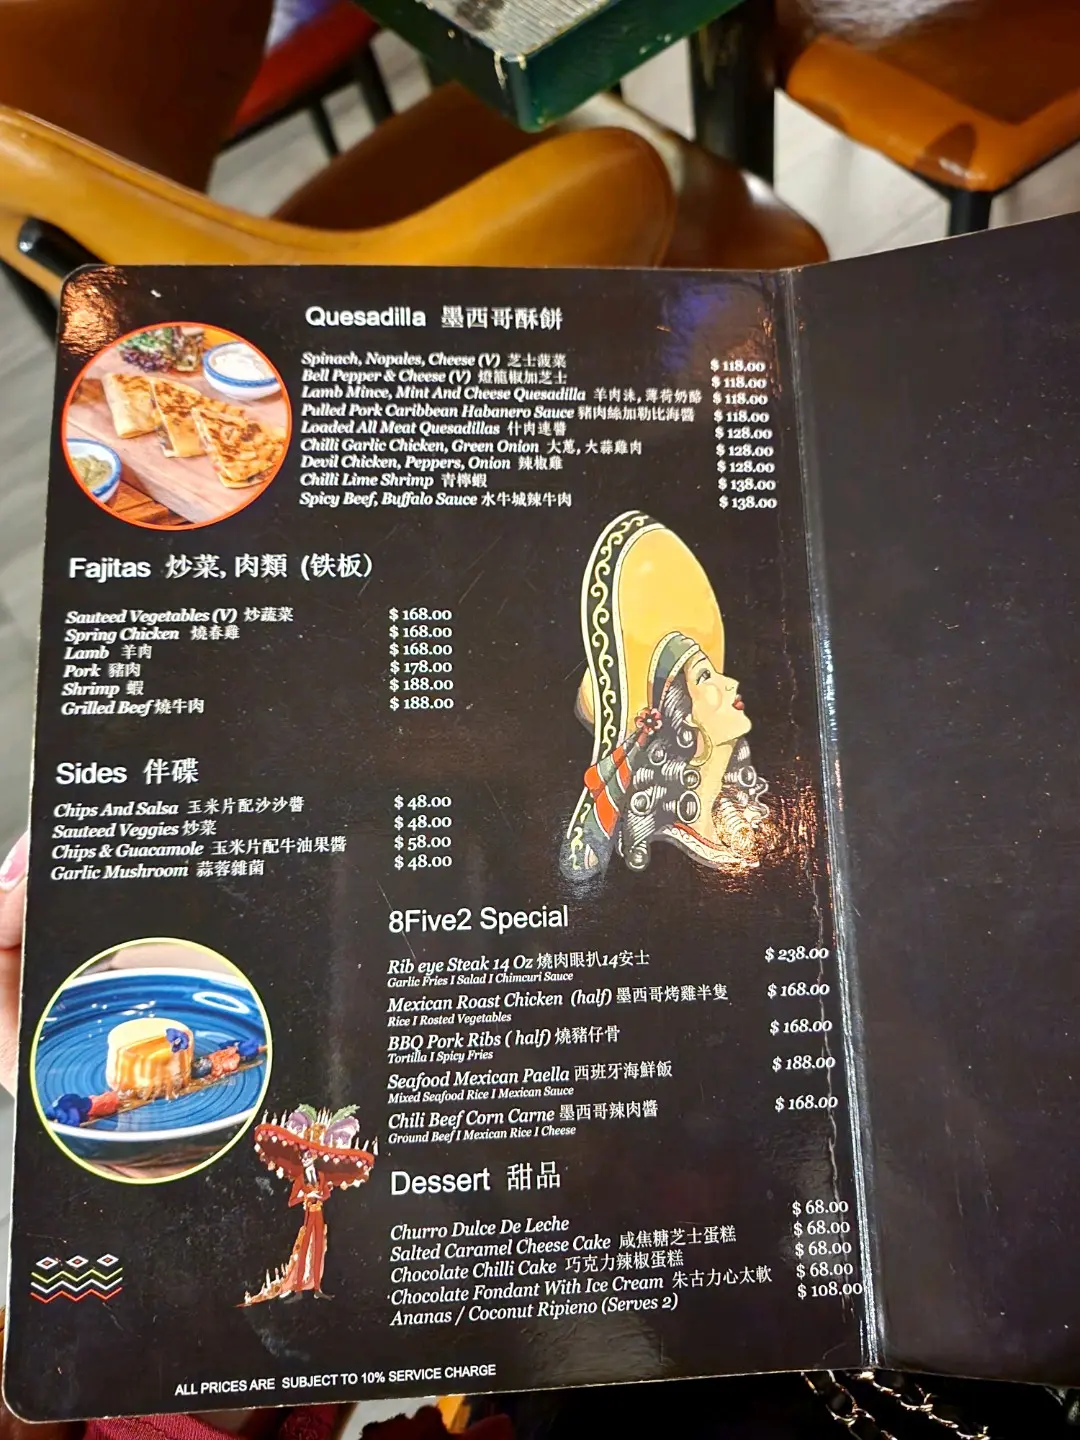 Quesadilla 墨西哥酥餅
Spinach, Nopales, Cheese (V) 芝士菠菜 $ 118.00
Bell Pepper & Cheese (V) 燈籠椒加芝士 $ 118.00
Lamb Mince, Mint And Cheese Quesadilla 羊肉沫, 薄荷奶酪 $ 118.00
Pulled Pork Caribbean Habanero Sauce 豬肉絲加勒比海醬 $ 118.00
Loaded All Meat Quesadillas 什肉連醬 $ 128.00
Chilli Garlic Chicken, Green Onion 大蔥, 大蒜雞肉 $ 128.00
Devil Chicken, Peppers, Onion 辣椒雞 $ 128.00
Chilli Lime Shrimp 青檸蝦 $ 138.00
Spicy Beef, Buffalo Sauce 水牛城辣牛肉 $ 138.00
Fajitas 炒菜, 肉類 (铁板)
Sauteed Vegetables (V) 炒蔬菜 $ 168.00
Spring Chicken 燒春雞 $ 168.00
Lamb 羊肉 $ 168.00
Pork 豬肉 $ 178.00
Shrimp 蝦 $ 188.00
Grilled Beef 燒牛肉 $ 188.00
Sides 伴碟
Chips And Salsa 玉米片配沙沙醬 $ 48.00
Sauteed Veggies 炒菜 $ 48.00
Chips & Guacamole 玉米片配牛油果醬 $ 58.00
Garlic Mushroom 蒜蓉雜菌 $ 48.00
8Five2 Special
Rib eye Steak 14 Oz 燒肉眼扒14安士 $ 238.00
Garlic Fries I Salad I Chimcuri Sauce
Mexican Roast Chicken (half) 墨西哥烤雞半隻 $ 168.00
Rice I Rosted Vegetables
BBQ Pork Ribs ( half) 燒豬仔骨 $ 168.00
Tortilla I Spicy Fries
Seafood Mexican Paella 西班牙海鮮飯 $ 188.00
Mixed Seafood Rice I Mexican Sauce
Chili Beef Corn Carne 墨西哥辣肉醬 $ 168.00
Ground Beef I Mexican Rice I Cheese
Dessert 甜品
Churro Dulce De Leche $ 68.00
Salted Caramel Cheese Cake 咸焦糖芝士蛋糕 $ 68.00
Chocolate Chilli Cake 巧克力辣椒蛋糕 $ 68.00
Chocolate Fondant With Ice Cream 朱古力心太軟 $ 68.00
Ananas / Coconut Ripieno (Serves 2) $ 108.00
ALL PRICES ARE SUBJECT TO 10% SERVICE CHARGE